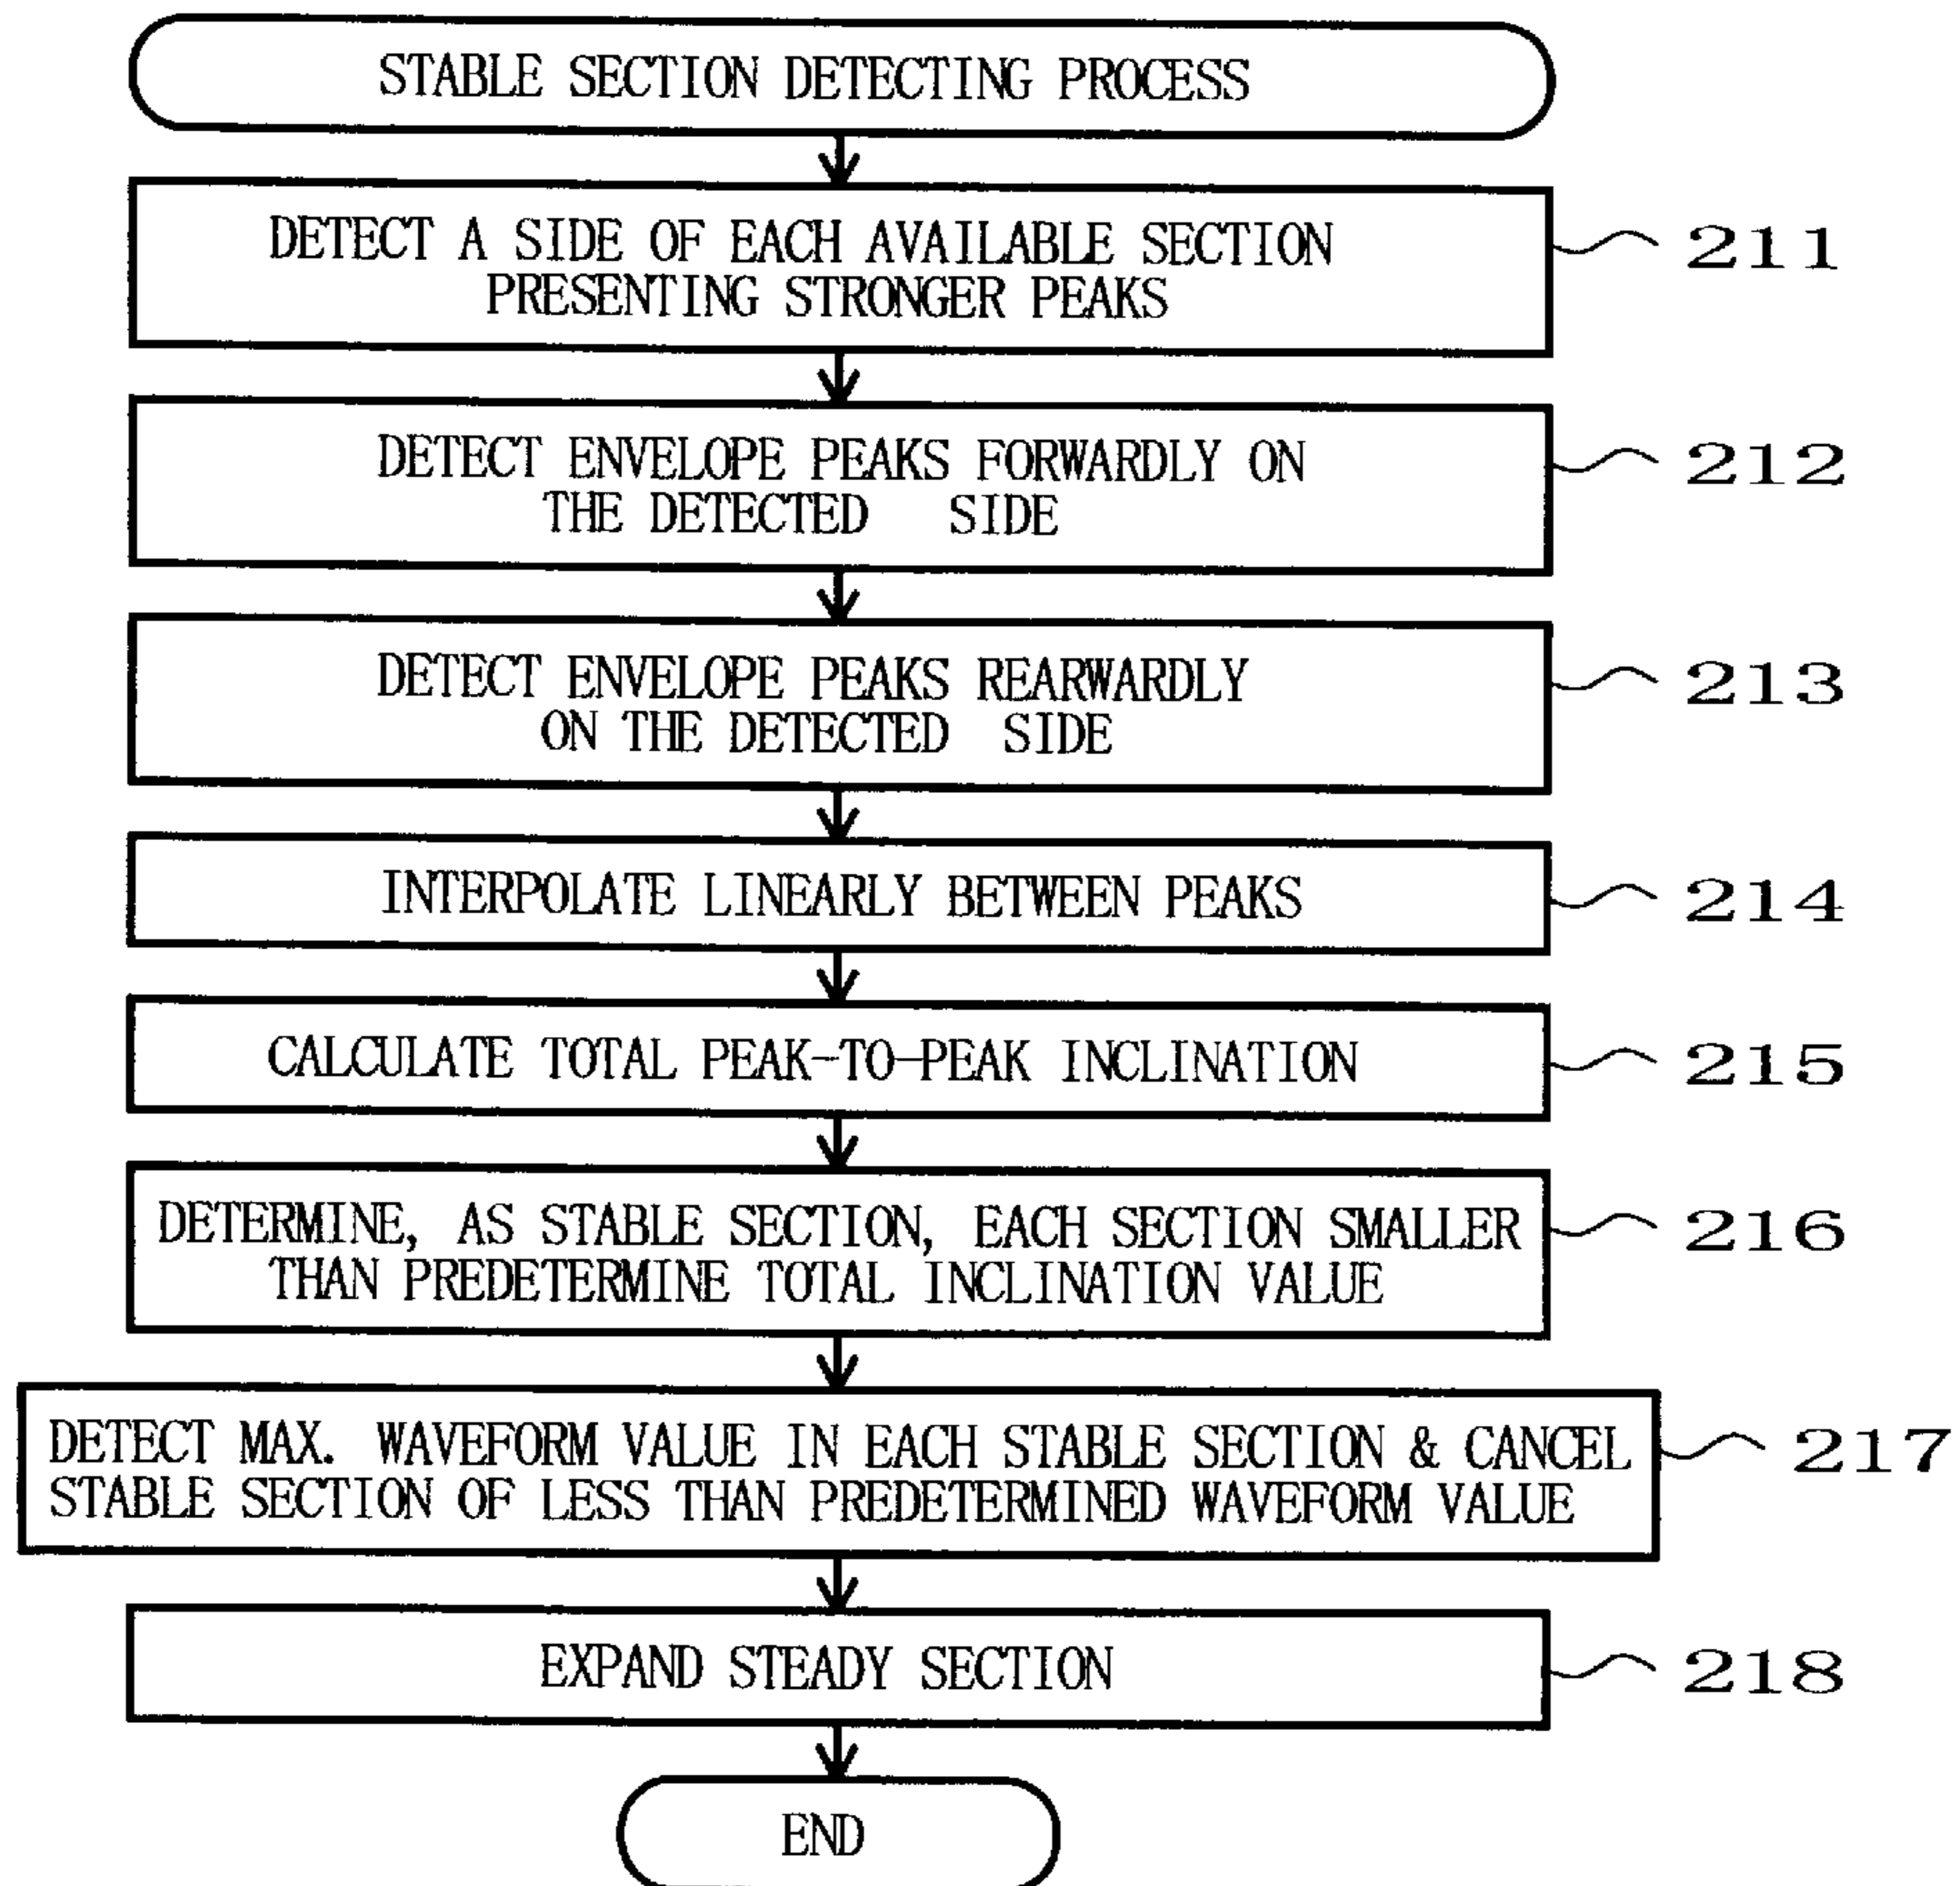 STABLE SECTION DETECTING PROCESS
DETECT A SIDE OF EACH AVAILABLE SECTION
PRESENTING STRONGER PEAKS
211
DETECT ENVELOPE PEAKS FORWARDLY ON
THE DETECTED SIDE
212
DETECT ENVELOPE PEAKS REARWARDLY
ON THE DETECTED SIDE
213
INTERPOLATE LINEARLY BETWEEN PEAKS
214
CALCULATE TOTAL PEAK-TO-PEAK INCLINATION
215
DETERMINE, AS STABLE SECTION, EACH SECTION SMALLER
THAN PREDETERMINE TOTAL INCLINATION VALUE
216
DETECT MAX. WAVEFORM VALUE IN EACH STABLE SECTION & CANCEL
STABLE SECTION OF LESS THAN PREDETERMINED WAVEFORM VALUE
217
EXPAND STEADY SECTION
218
END